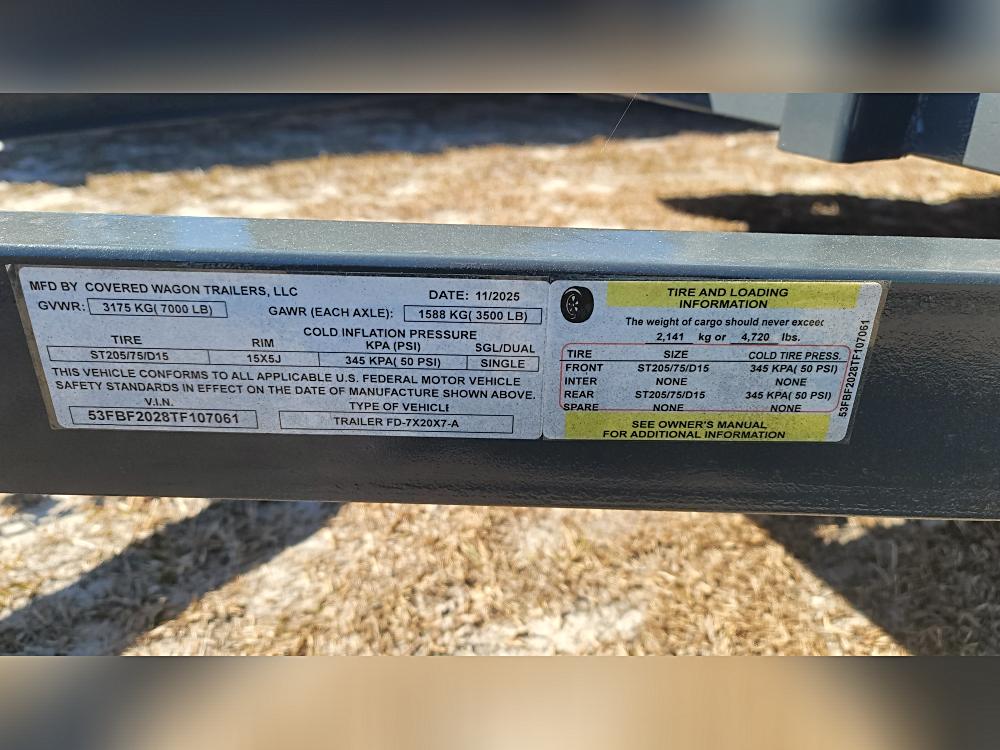 MFD BY COVERED WAGON TRAILERS, LLC
DATE: 11/2025
GVWR: 3175 KG( 7000 LB)
GAWR (EACH AXLE): 1588 KG( 3500 LB)
COLD INFLATION PRESSURE
TIRE RIM KPA (PSI) SGL/DUAL
ST205/75/D15 15X5J 345 KPA( 50 PSI) SINGLE
THIS VEHICLE CONFORMS TO ALL APPLICABLE U.S. FEDERAL MOTOR VEHICLE
SAFETY STANDARDS IN EFFECT ON THE DATE OF MANUFACTURE SHOWN ABOVE.
V.I.N. TYPE OF VEHICLE
53FBF2028TF107061 TRAILER FD-7X20X7-A
TIRE AND LOADING
INFORMATION
The weight of cargo should never exceed
2,141 kg or 4,720 lbs.
TIRE SIZE COLD TIRE PRESS.
FRONT ST205/75/D15 345 KPA( 50 PSI)
INTER NONE NONE
REAR ST205/75/D15 345 KPA( 50 PSI)
SPARE NONE NONE
SEE OWNER'S MANUAL
FOR ADDITIONAL INFORMATION
53FBF2028TF107061